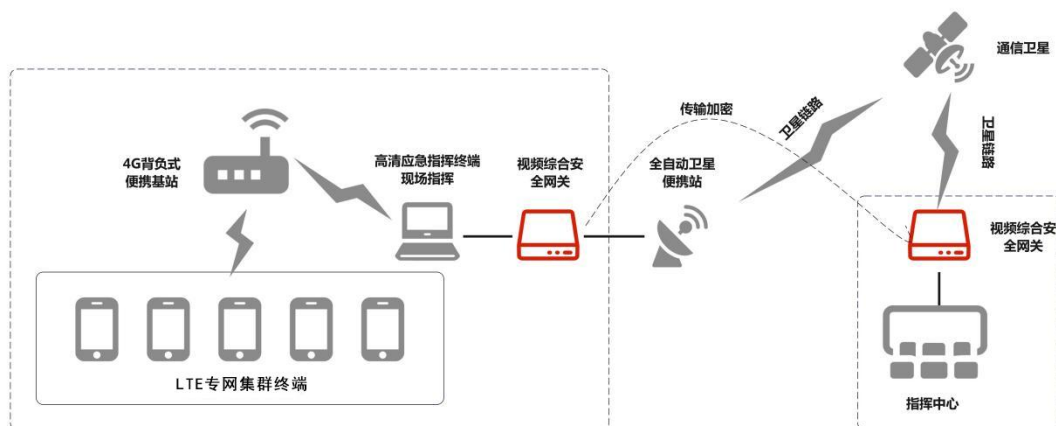 通信卫星
传输加密
卫星链路
卫星链路
4G背负式
便携基站
高清应急指挥终端
现场指挥
视频综合安
全网关
全自动卫星
便携站
视频综合安
全网关
LTE专网集群终端
指挥中心